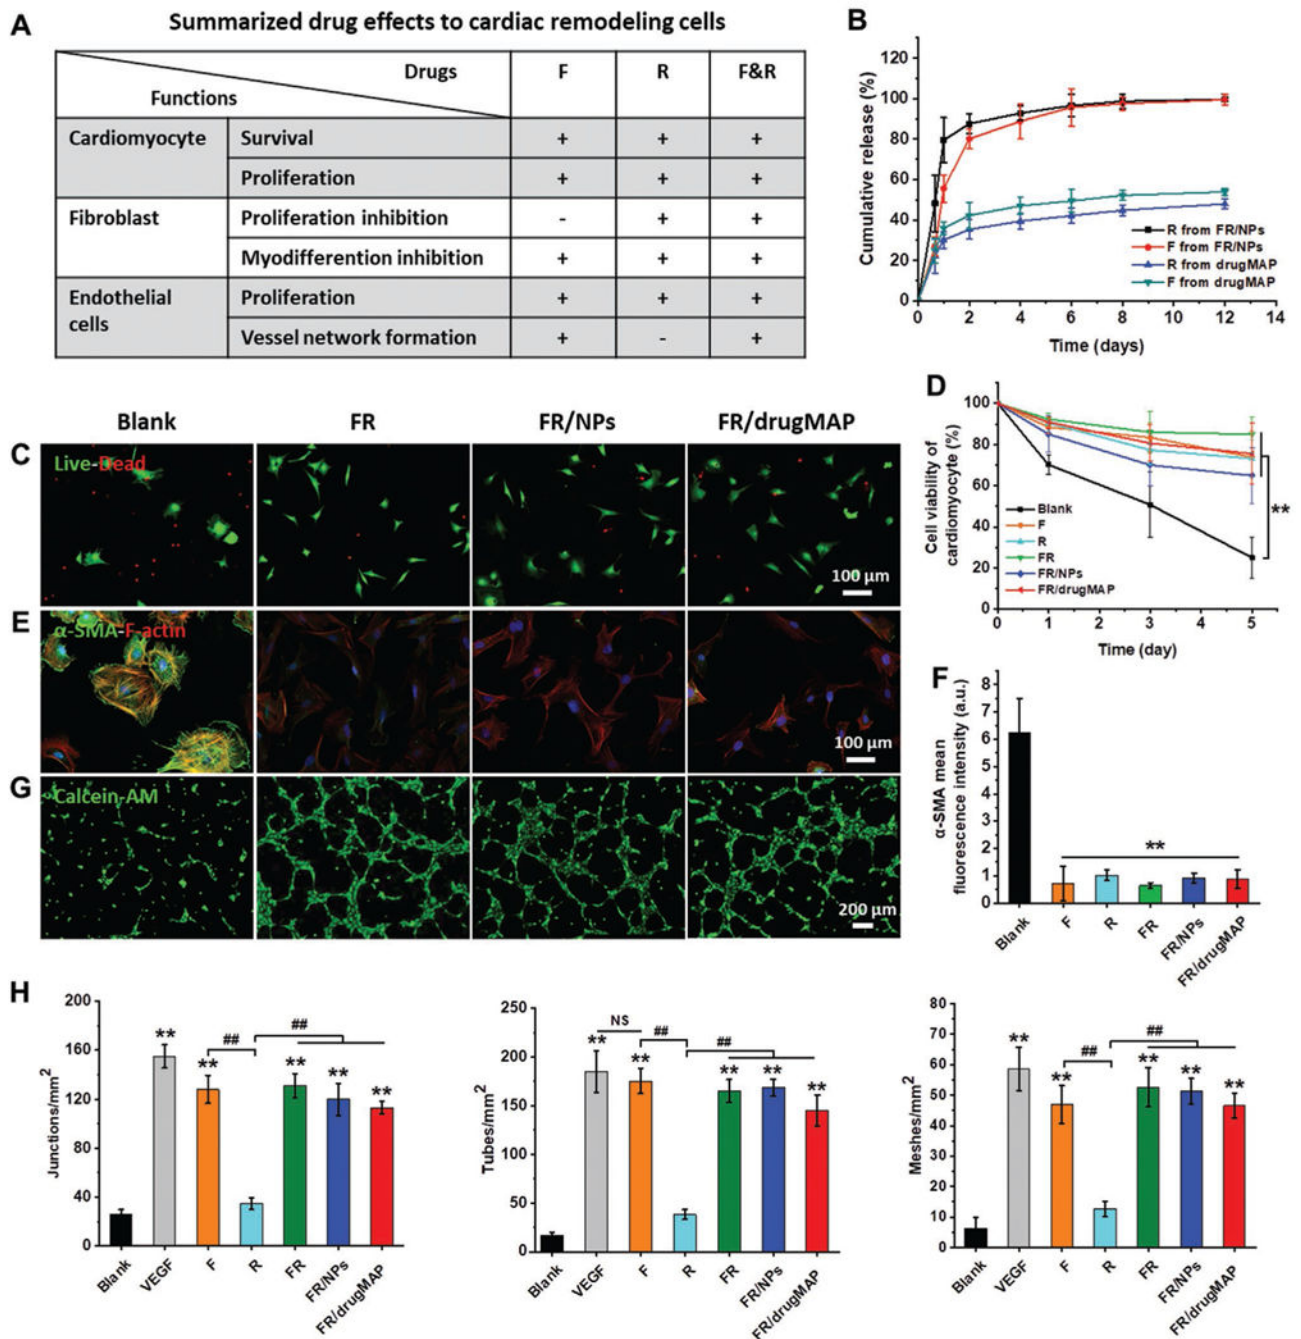 A
Summarized drug effects to cardiac remodeling cells
Drugs
Functions
F
R
F&R
Cardiomyocyte
Survival
+
+
+
Proliferation
+
+
+
Fibroblast
Proliferation inhibition
-
+
+
Myodifferention inhibition
+
+
+
Endothelial
cells
Proliferation
+
+
+
Vessel network formation
+
-
+
B
Cumulative release (%)
120
100
80
60
40
20
0
R from FR/NPs
F from FR/NPs
R from drugMAP
F from drugMAP
0 2 4 6 8 10 12 14
Time (days)
Blank
FR
FR/NPs
FR/drugMAP
C
Live-Dead
100 µm
D
Cell viability of
cardiomyocyte (%)
100
80
60
40
20
0
Blank
F
R
FR
FR/NPs
FR/drugMAP
**
0 1 2 3 4 5
Time (day)
E
α-SMA-F-actin
100 µm
F
α-SMA mean
fluorescence intensity (a.u.)
8
7
6
5
4
3
2
1
0
**
Blank
F
R
FR
FR/NPs
FR/drugMAP
G
Calcein-AM
200 µm
H
Junctions/mm²
200
160
120
80
40
0
**
**
##
##
**
**
**
Blank
VEGF
F
R
FR
FR/NPs
FR/drugMAP
Tubes/mm²
250
200
150
100
50
0
NS
**
**
##
##
**
**
**
Blank
VEGF
F
R
FR
FR/NPs
FR/drugMAP
Meshes/mm²
80
70
60
50
40
30
20
10
0
**
**
##
##
**
**
**
Blank
VEGF
F
R
FR
FR/NPs
FR/drugMAP